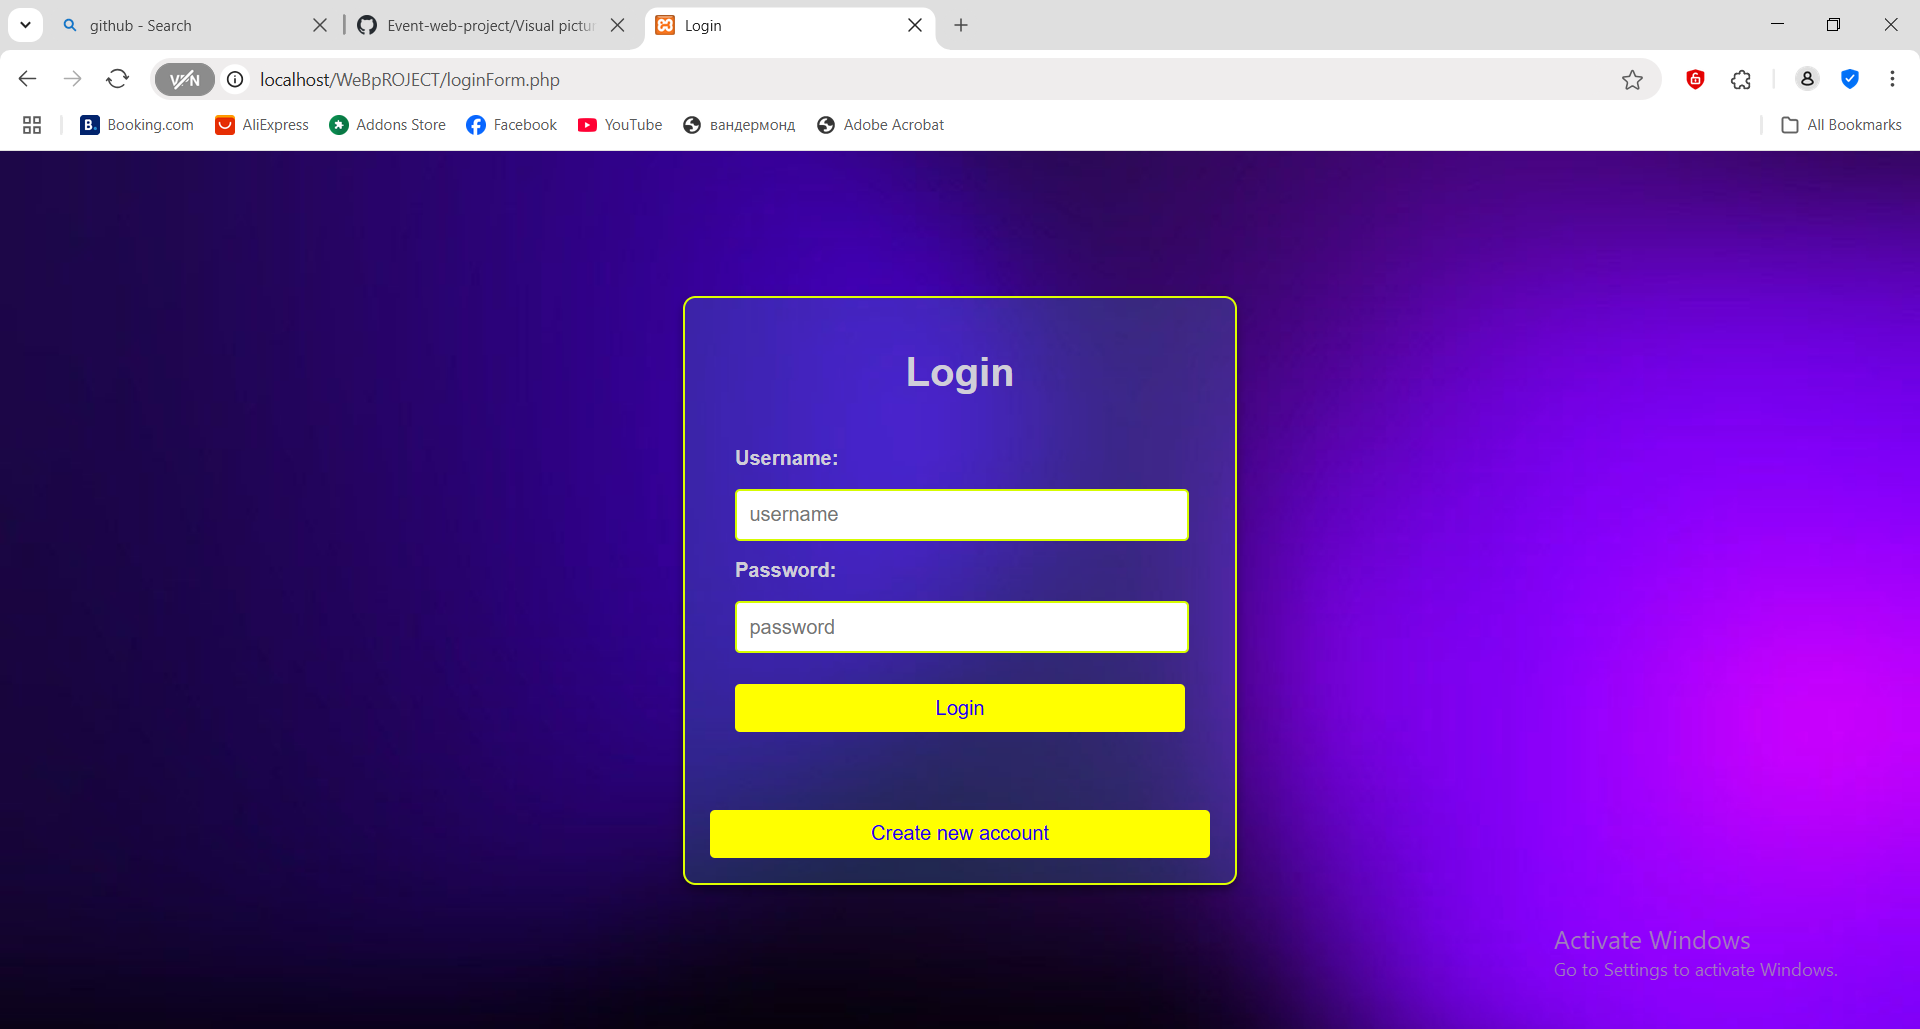 github - Search
Event-web-project/Visual pictur
Login
VPN
localhost/WeBpROJECT/loginForm.php
B. Booking.com
AliExpress
Addons Store
Facebook
YouTube
вандермонд
Adobe Acrobat
All Bookmarks
Login
Username:
username
Password:
password
Login
Create new account
Activate Windows
Go to Settings to activate Windows.